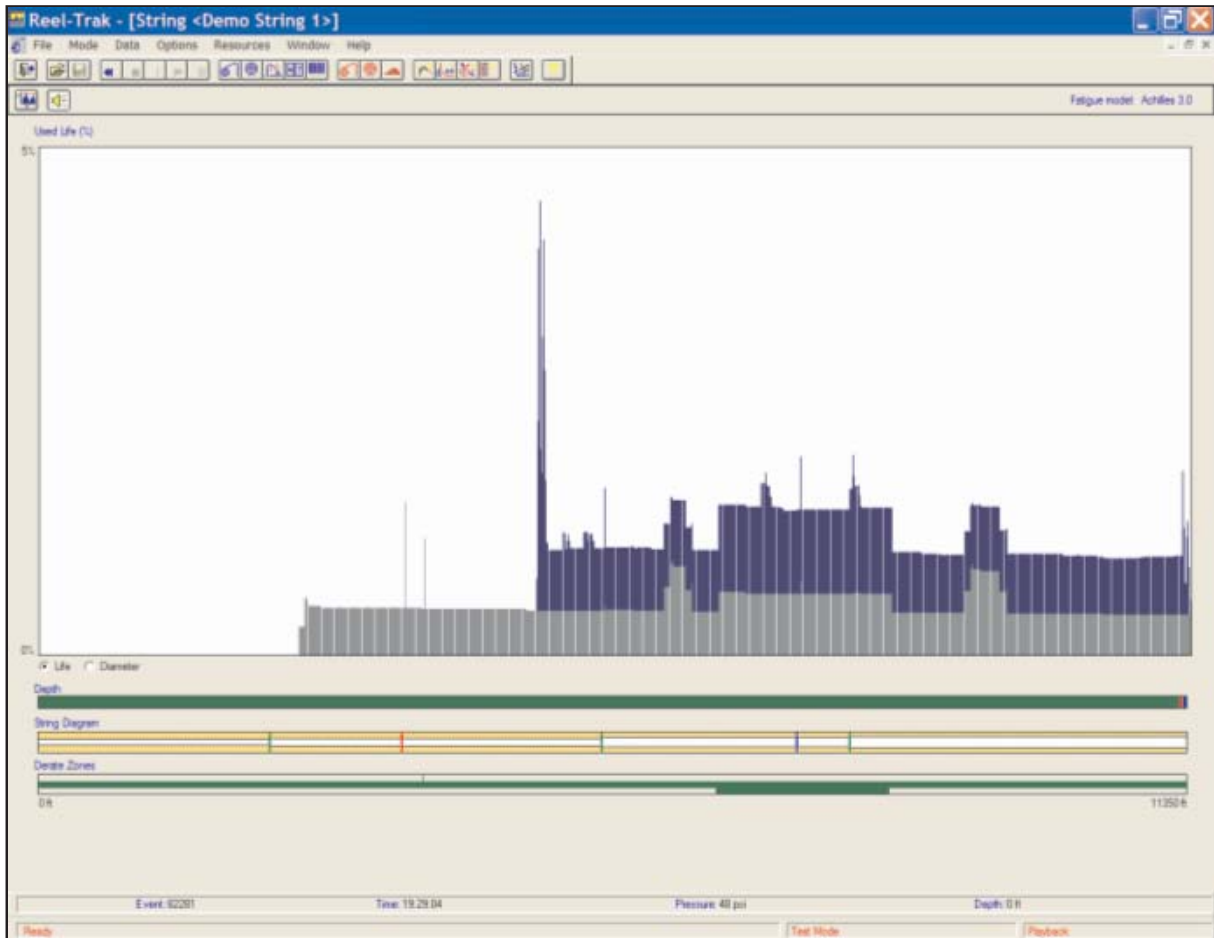 Reel-Trak - [String <Demo String 1>]
File Mode Data Options Resources Window Help
Fatigue model: Achilles 3.0
Used Life (%)
5%
0%
Life Diameter
Depth
String Diagram
Derate Zones
0 ft 11350 ft
Event: 62281 Time: 19:29:04 Pressure: 48 psi Depth: 0 ft
Ready Test Mode Playback